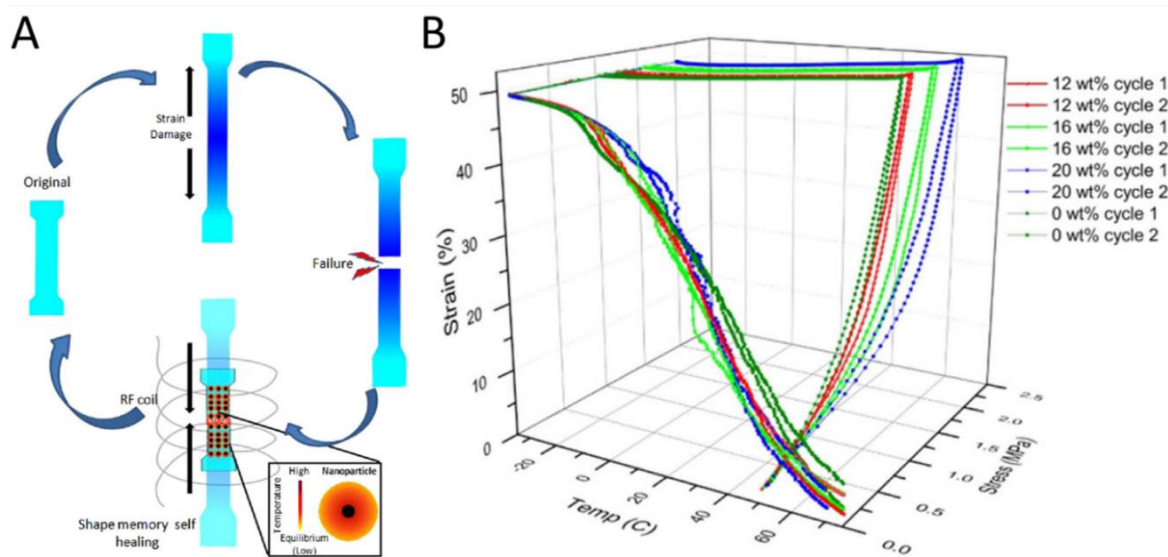 A
Original
Strain
Damage
Failure
RF coil
Shape memory self
healing
High
Nanoparticle
Temperature
Equilibrium
(Low)
B
Strain (%)
50
40
30
20
10
0
-20
0
20
40
60
Temp (C)
0.0
0.5
1.0
1.5
2.0
2.5
Stress (MPa)
12 wt% cycle 1
12 wt% cycle 2
16 wt% cycle 1
16 wt% cycle 2
20 wt% cycle 1
20 wt% cycle 2
0 wt% cycle 1
0 wt% cycle 2